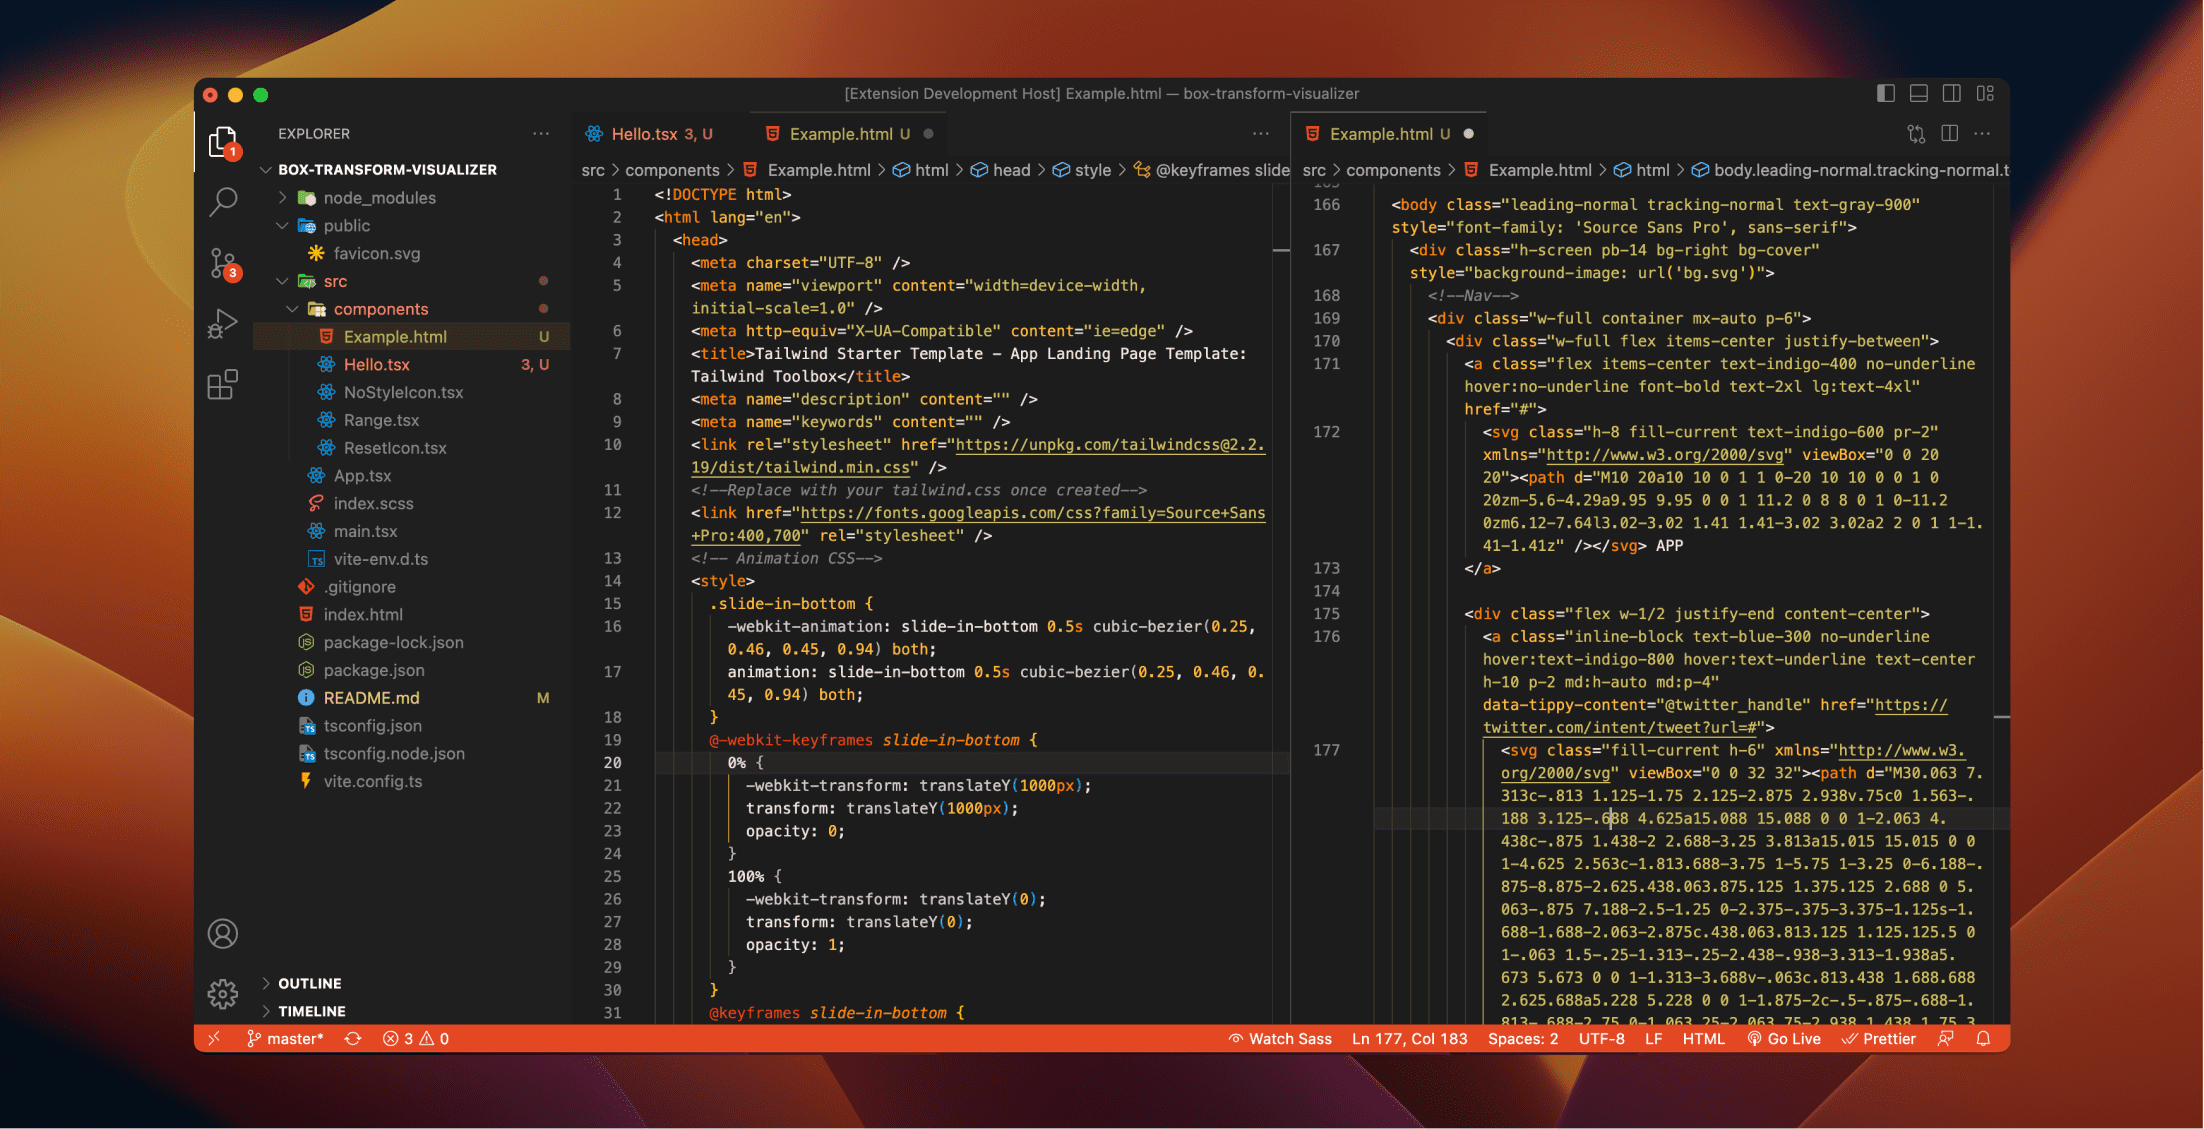 [Extension Development Host] Example.html — box-transform-visualizer
EXPLORER
BOX-TRANSFORM-VISUALIZER
node_modules
public
favicon.svg
src
components
Example.html U
Hello.tsx 3, U
NoStyleIcon.tsx
Range.tsx
ResetIcon.tsx
App.tsx
index.scss
main.tsx
vite-env.d.ts
.gitignore
index.html
package-lock.json
package.json
README.md M
tsconfig.json
tsconfig.node.json
vite.config.ts
OUTLINE
TIMELINE
1
3
Hello.tsx 3, U
Example.html U
src > components > Example.html > html > head > style > @keyframes slide
1 <!DOCTYPE html>
2 <html lang="en">
3 <head>
4 <meta charset="UTF-8" />
5 <meta name="viewport" content="width=device-width,
initial-scale=1.0" />
6 <meta http-equiv="X-UA-Compatible" content="ie=edge" />
7 <title>Tailwind Starter Template - App Landing Page Template:
Tailwind Toolbox</title>
8 <meta name="description" content="" />
9 <meta name="keywords" content="" />
10 <link rel="stylesheet" href="https://unpkg.com/tailwindcss@2.2.
19/dist/tailwind.min.css" />
11 <!--Replace with your tailwind.css once created-->
12 <link href="https://fonts.googleapis.com/css?family=Source+Sans
+Pro:400,700" rel="stylesheet" />
13 <!-- Animation CSS-->
14 <style>
15 .slide-in-bottom {
16 -webkit-animation: slide-in-bottom 0.5s cubic-bezier(0.25,
0.46, 0.45, 0.94) both;
17 animation: slide-in-bottom 0.5s cubic-bezier(0.25, 0.46, 0.
45, 0.94) both;
18 }
19 @-webkit-keyframes slide-in-bottom {
20 0% {
21 -webkit-transform: translateY(1000px);
22 transform: translateY(1000px);
23 opacity: 0;
24 }
25 100% {
26 -webkit-transform: translateY(0);
27 transform: translateY(0);
28 opacity: 1;
29 }
30 }
31 @keyframes slide-in-bottom {
Example.html U
src > components > Example.html > html > body.leading-normal.tracking-normal.t
166 <body class="leading-normal tracking-normal text-gray-900"
style="font-family: 'Source Sans Pro', sans-serif">
167 <div class="h-screen pb-14 bg-right bg-cover"
style="background-image: url('bg.svg')">
168 <!--Nav-->
169 <div class="w-full container mx-auto p-6">
170 <div class="w-full flex items-center justify-between">
171 <a class="flex items-center text-indigo-400 no-underline
hover:no-underline font-bold text-2xl lg:text-4xl"
href="#">
172 <svg class="h-8 fill-current text-indigo-600 pr-2"
xmlns="http://www.w3.org/2000/svg" viewBox="0 0 20
20"><path d="M10 20a10 10 0 1 1 0-20 10 10 0 0 1 0
20zm-5.6-4.29a9.95 9.95 0 0 1 11.2 0 8 8 0 1 0-11.2
0zm6.12-7.64l3.02-3.02 1.41 1.41-3.02 3.02a2 2 0 1 1-1.
41-1.41z" /></svg> APP
173 </a>
174
175 <div class="flex w-1/2 justify-end content-center">
176 <a class="inline-block text-blue-300 no-underline
hover:text-indigo-800 hover:text-underline text-center
h-10 p-2 md:h-auto md:p-4"
data-tippy-content="@twitter_handle" href="https://
twitter.com/intent/tweet?url=#">
177 <svg class="fill-current h-6" xmlns="http://www.w3.
org/2000/svg" viewBox="0 0 32 32"><path d="M30.063 7.
313c-.813 1.125-1.75 2.125-2.875 2.938v.75c0 1.563-.
188 3.125-.688 4.625a15.088 15.088 0 0 1-2.063 4.
438c-.875 1.438-2 2.688-3.25 3.813a15.015 15.015 0 0
1-4.625 2.563c-1.813.688-3.75 1-5.75 1-3.25 0-6.188-.
875-8.875-2.625.438.063.875.125 1.375.125 2.688 0 5.
063-.875 7.188-2.5-1.25 0-2.375-.375-3.375-1.125s-1.
688-1.688-2.063-2.875c.438.063.813.125 1.125.125.5 0
1-.063 1.5-.25-1.313-.25-2.438-.938-3.313-1.938a5.
673 5.673 0 0 1-1.313-3.688v-.063c.813.438 1.688.688
2.625.688a5.228 5.228 0 0 1-1.875-2c-.5-.875-.688-1.
813-.688-2.75 0-1.063.25-2.063.75-2.938 1.438 1.75 3.
master* 3 0 Watch Sass Ln 177, Col 183 Spaces: 2 UTF-8 LF HTML Go Live Prettier